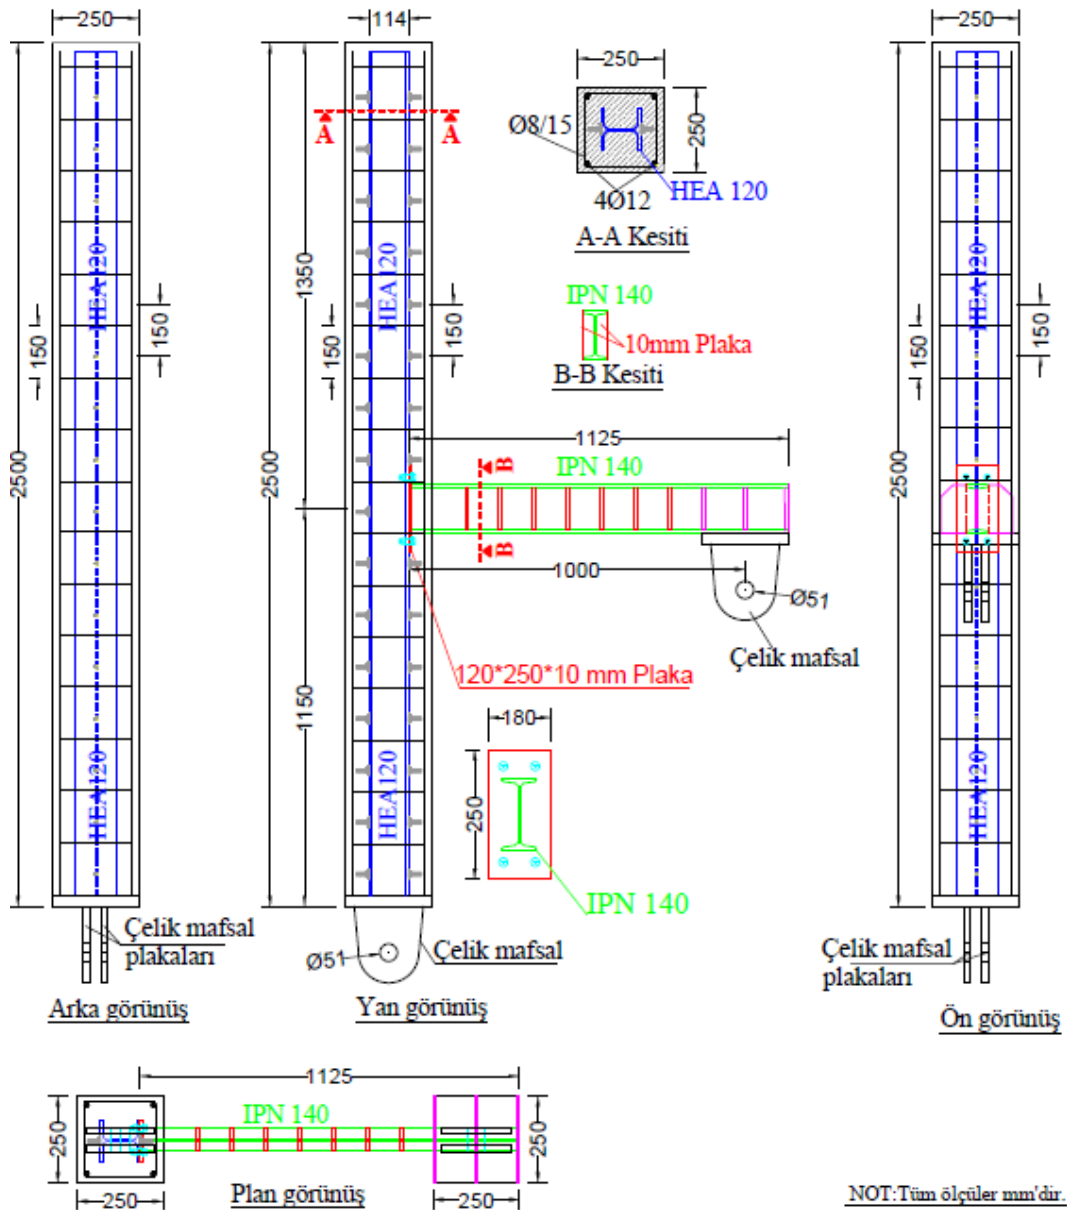 250
114
250
2500
HEA 120
150
150
Çelik mafsal
plakaları
Arka görünüş
2500
1350
1150
A
A
HEA 120
HEA 120
150
150
HEA 120
Ø51
Çelik mafsal
Yan görünüş
250
Ø8/15
250
4Ø12
HEA 120
A-A Kesiti
IPN 140
10mm Plaka
B-B Kesiti
1125
IPN 140
B
B
1000
Ø51
Çelik mafsal
120*250*10 mm Plaka
180
250
IPN 140
2500
HEA 120
150
150
HEA 120
Çelik mafsal
plakaları
Ön görünüş
1125
IPN 140
250
250
250
Plan görünüş
250
NOT:Tüm ölçüler mm'dir.